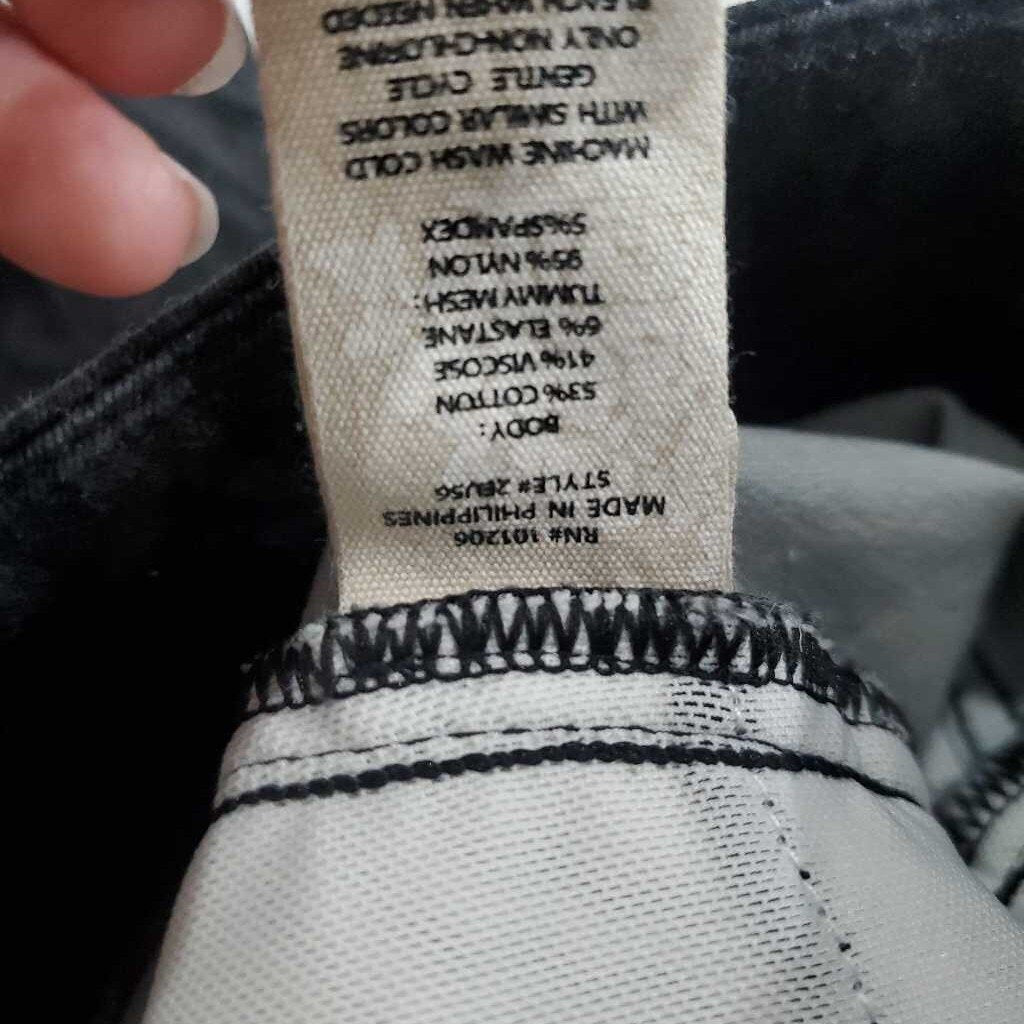 RN# 101206
MADE IN PHILIPPINES
STYLE#
BODY:
53% COTTON
41% VISCOSE
6% ELASTANE
TUMMY MESH:
95% NYLON
5%SPANDEX
MACHINE WASH COLD
WITH SIMILAR COLORS
GENTLE CYCLE
ONLY NON-CHLORINE
BLEACH WHEN NEEDED